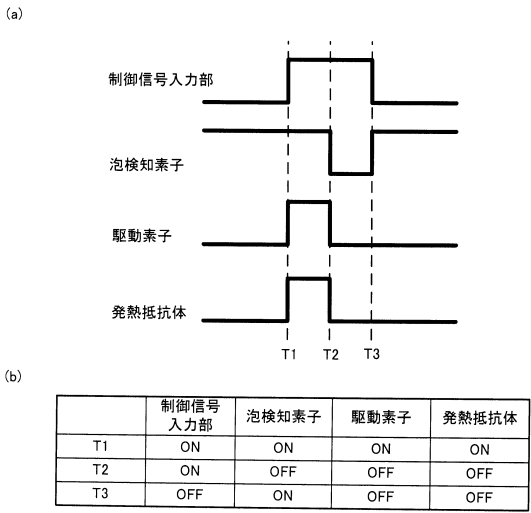 (a)
制御信号入力部
泡検知素子
駆動素子
発熱抵抗体
T1 T2 T3
(b)
制御信号入力部 泡検知素子 駆動素子 発熱抵抗体
T1 ON ON ON ON
T2 ON OFF OFF OFF
T3 OFF ON OFF OFF